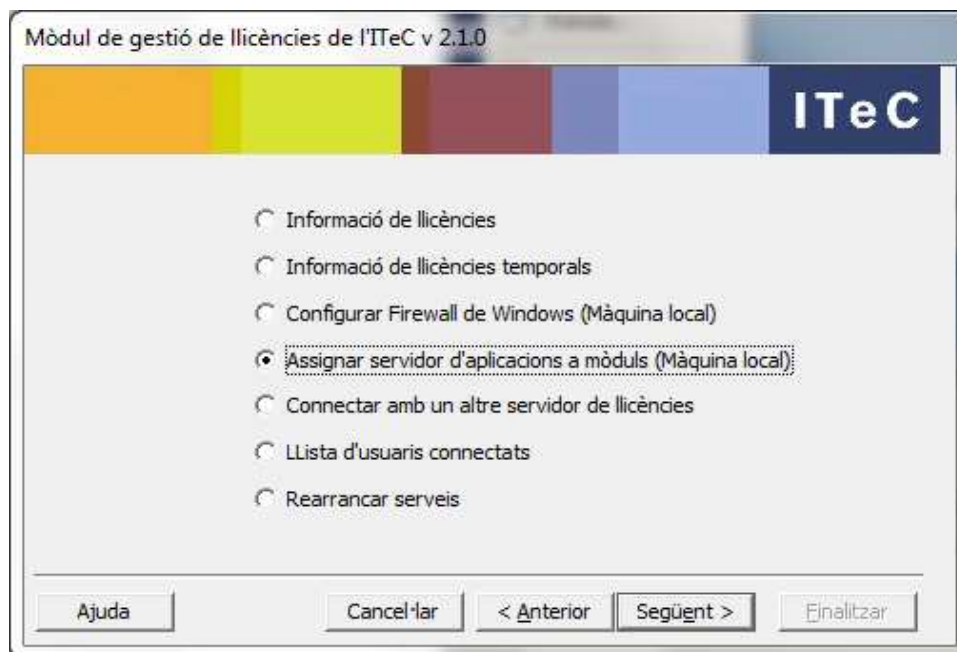 Mòdul de gestió de llicències de l'ITeC v 2.1.0
ITeC
Informació de llicències
Informació de llicències temporals
Configurar Firewall de Windows (Màquina local)
Assignar servidor d'aplicacions a mòduls (Màquina local)
Connectar amb un altre servidor de llicències
LLista d'usuaris connectats
Rearrancar serveis
Ajuda
Cancel·lar
< Anterior
Següent >
Finalitzar